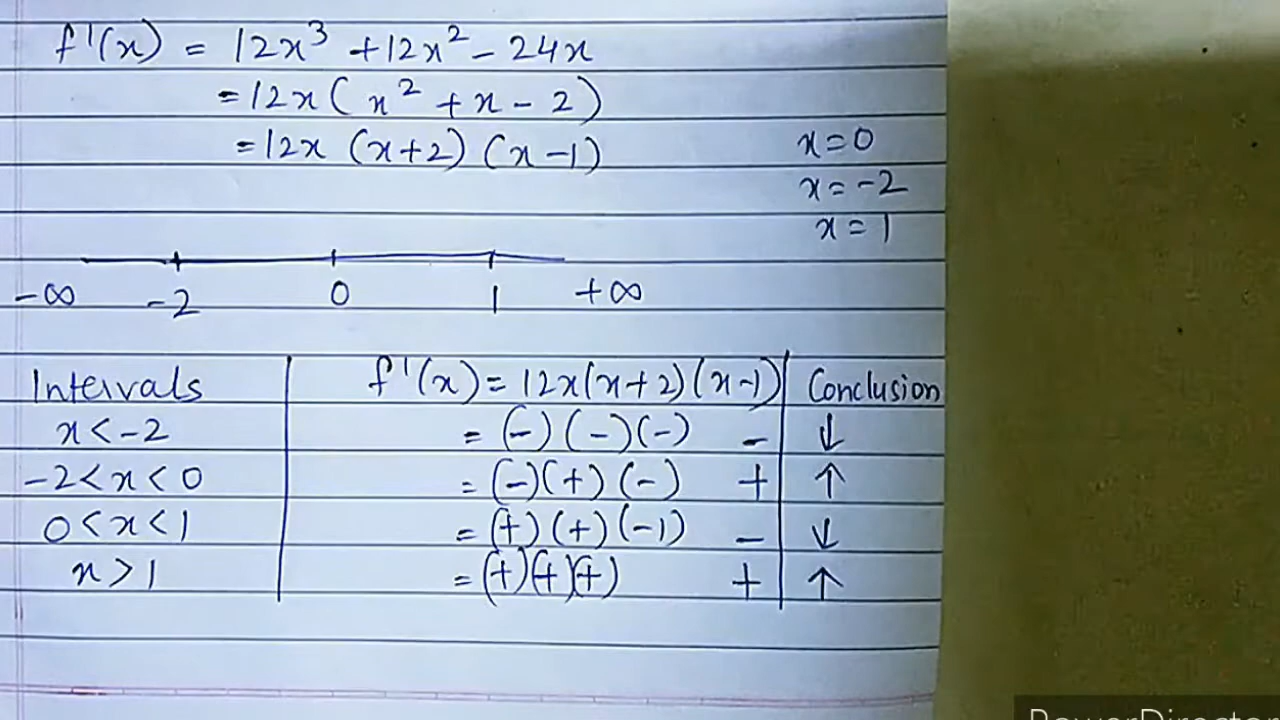 f'(x) = 12x³ + 12x² - 24x
= 12x ( x² + x - 2 )
= 12x (x+2) (x-1)
x = 0
x = -2
x = 1
-∞ -2 0 1 +∞
Intervals f'(x) = 12x(x+2)(x-1) Conclusion
x < -2 = (-) (-) (-) - ↓
-2 < x < 0 = (-)(+) (-) + ↑
0 < x < 1 = (+) (+) (-1) - ↓
x > 1 = (+)(+)(+) + ↑